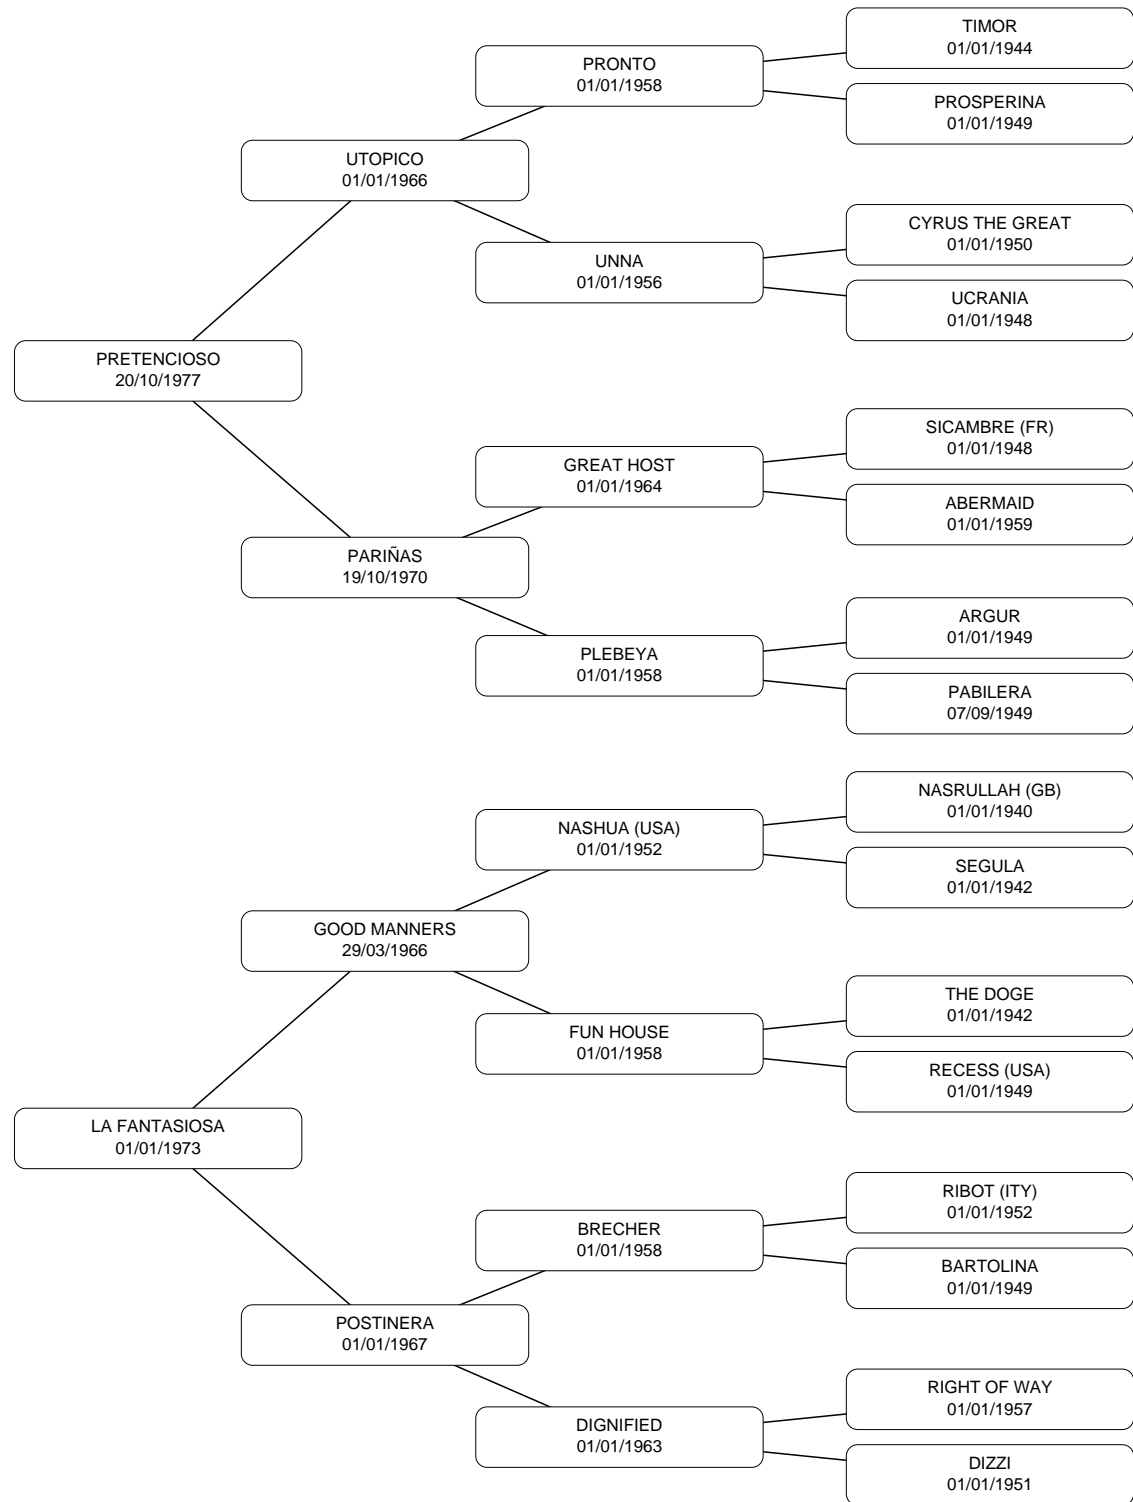 TIMOR
01/01/1944
PRONTO
01/01/1958
PROSPERINA
01/01/1949
UTOPICO
01/01/1966
CYRUS THE GREAT
01/01/1950
UNNA
01/01/1956
UCRANIA
01/01/1948
PRETENCIOSO
20/10/1977
SICAMBRE (FR)
01/01/1948
GREAT HOST
01/01/1964
ABERMAID
01/01/1959
PARIÑAS
19/10/1970
ARGUR
01/01/1949
PLEBEYA
01/01/1958
PABILERA
07/09/1949
NASRULLAH (GB)
01/01/1940
NASHUA (USA)
01/01/1952
SEGULA
01/01/1942
GOOD MANNERS
29/03/1966
THE DOGE
01/01/1942
FUN HOUSE
01/01/1958
RECESS (USA)
01/01/1949
LA FANTASIOSA
01/01/1973
RIBOT (ITY)
01/01/1952
BRECHER
01/01/1958
BARTOLINA
01/01/1949
POSTINERA
01/01/1967
RIGHT OF WAY
01/01/1957
DIGNIFIED
01/01/1963
DIZZI
01/01/1951